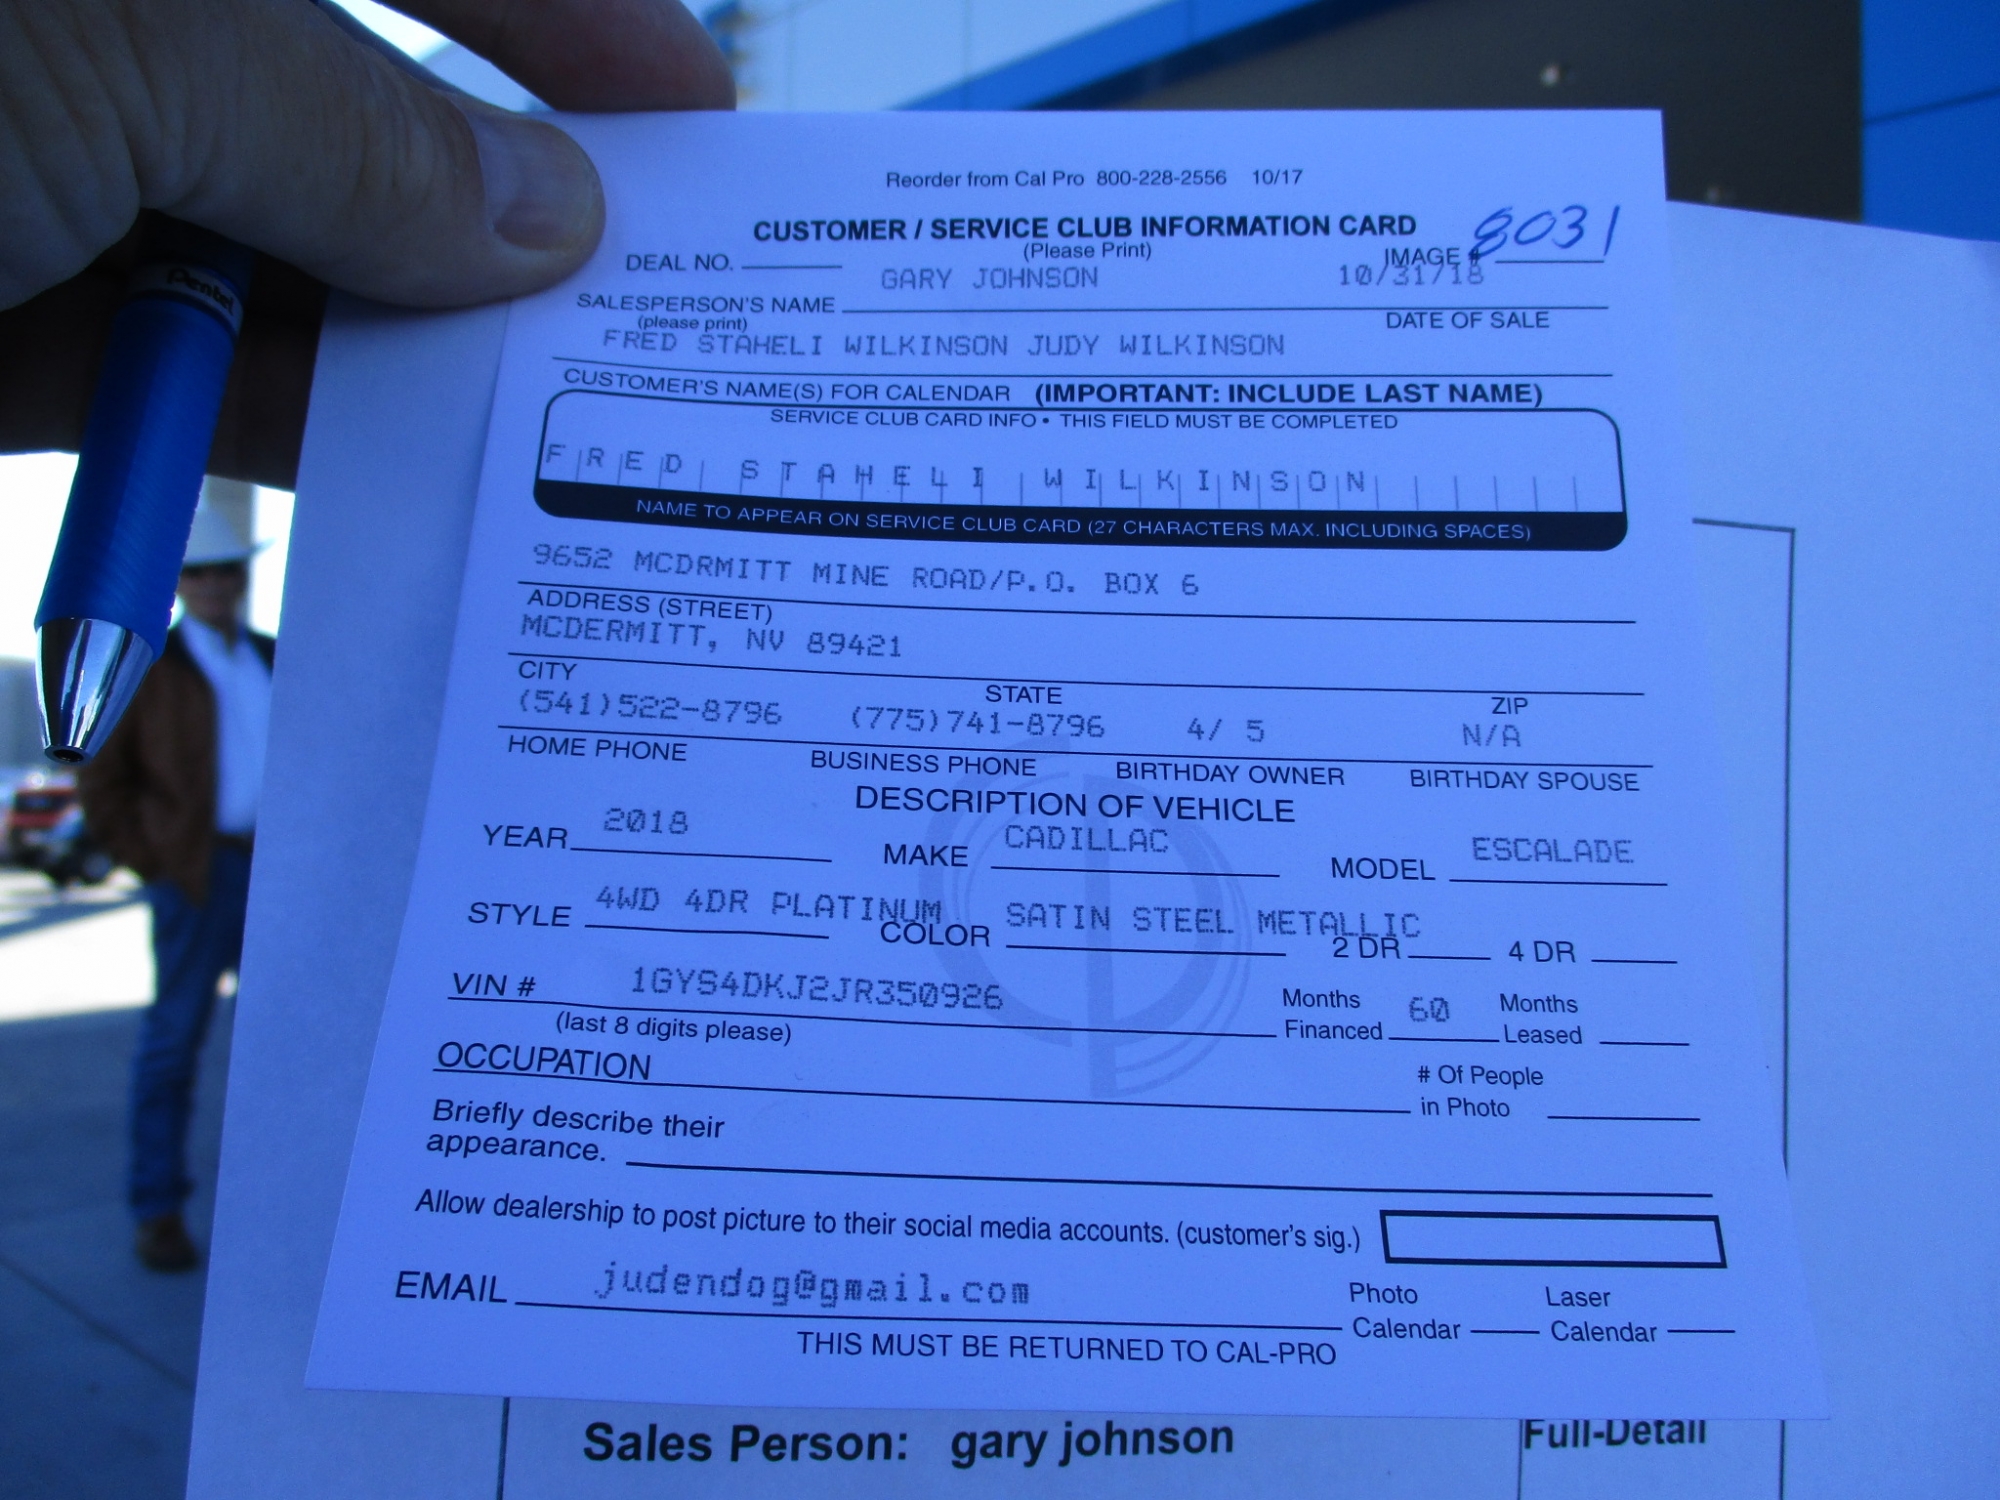 Pentel
Reorder from Cal Pro 800-228-2556 10/17
CUSTOMER / SERVICE CLUB INFORMATION CARD
(Please Print)
8031
DEAL NO. IMAGE #
GARY JOHNSON 10/31/18
SALESPERSON'S NAME DATE OF SALE
(please print)
FRED STAHELI WILKINSON JUDY WILKINSON
CUSTOMER'S NAME(S) FOR CALENDAR (IMPORTANT: INCLUDE LAST NAME)
SERVICE CLUB CARD INFO • THIS FIELD MUST BE COMPLETED
FRED STAHELI WILKINSON
NAME TO APPEAR ON SERVICE CLUB CARD (27 CHARACTERS MAX. INCLUDING SPACES)
9652 MCDRMITT MINE ROAD/P.O. BOX 6
ADDRESS (STREET)
MCDERMITT, NV 89421
CITY STATE ZIP
(541)522-8796 (775)741-8796 4/ 5 N/A
HOME PHONE BUSINESS PHONE BIRTHDAY OWNER BIRTHDAY SPOUSE
DESCRIPTION OF VEHICLE
YEAR 2018 MAKE CADILLAC MODEL ESCALADE
STYLE 4WD 4DR PLATINUM COLOR SATIN STEEL METALLIC 2 DR 4 DR
VIN # 1GYS4DKJ2JR350926 Months Financed 60 Months Leased
(last 8 digits please)
OCCUPATION # Of People in Photo
Briefly describe their
appearance.
Allow dealership to post picture to their social media accounts. (customer's sig.)
EMAIL judendog@gmail.com Photo Calendar Laser Calendar
THIS MUST BE RETURNED TO CAL-PRO
Sales Person: gary johnson Full-Detail